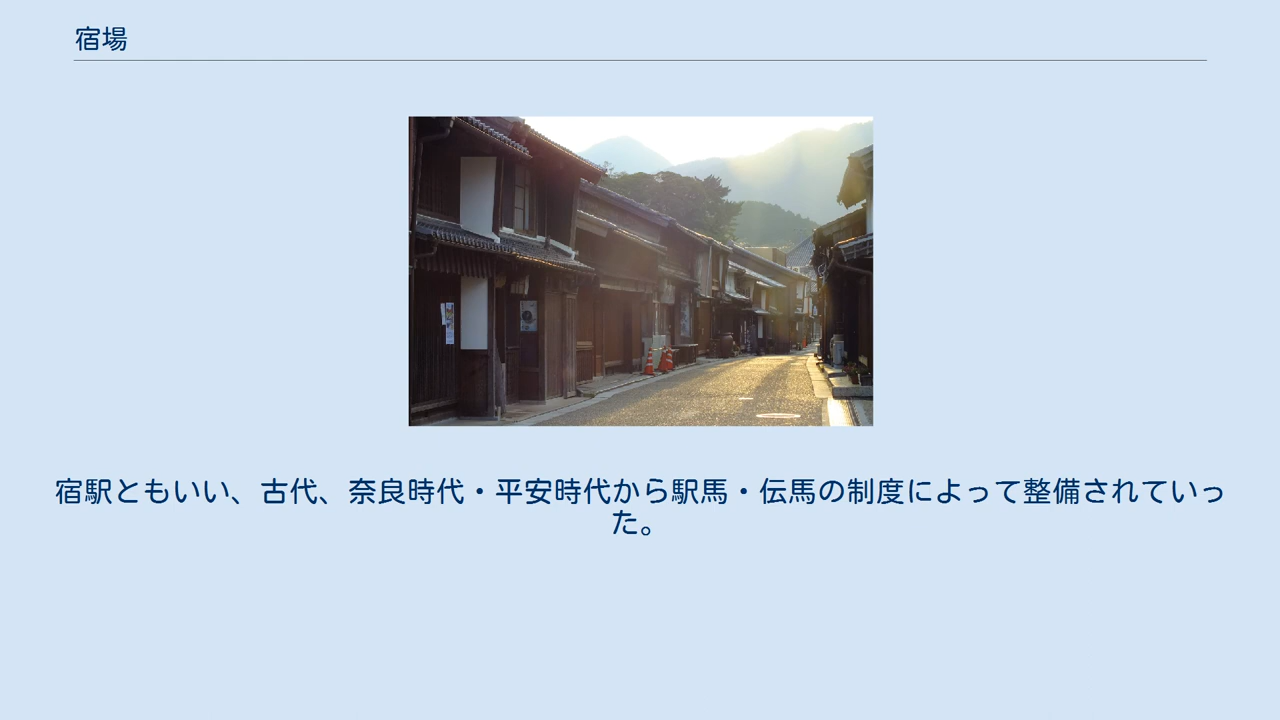 宿場
宿駅ともいい、古代、奈良時代・平安時代から駅馬・伝馬の制度によって整備されていっ
た。